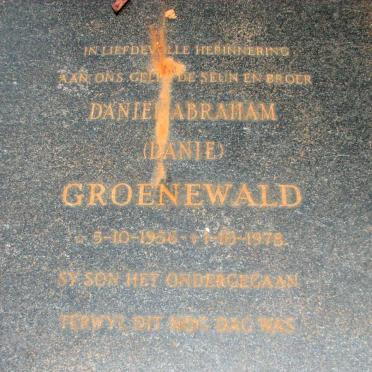 IN LIEFDEVOLLE HERINNERING
AAN ONS GELIEFDE SEUN EN BROER
DANIEL ABRAHAM
(DANIE)
GROENEWALD
☆ 5-10-1956 ✝ 1-10-1978
SY SON HET ONDERGEGAAN
TERWYL DIT NOG DAG WAS